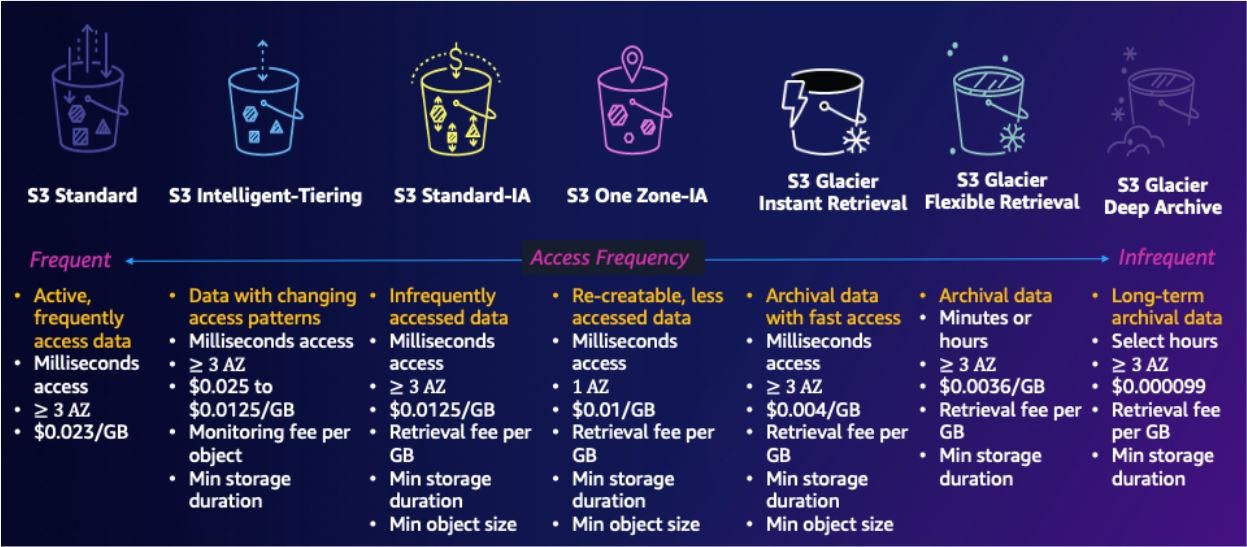 S3 Standard
S3 Intelligent-Tiering
S3 Standard-IA
S3 One Zone-IA
S3 Glacier
Instant Retrieval
S3 Glacier
Flexible Retrieval
S3 Glacier
Deep Archive
Frequent
Access Frequency
Infrequent
• Active,
frequently
access data
• Milliseconds
access
• ≥ 3 AZ
• $0.023/GB
• Data with changing
access patterns
• Milliseconds access
• ≥ 3 AZ
• $0.025 to
$0.0125/GB
• Monitoring fee per
object
• Min storage
duration
• Infrequently
accessed data
• Milliseconds
access
• ≥ 3 AZ
• $0.0125/GB
• Retrieval fee per
GB
• Min storage
duration
• Min object size
• Re-creatable, less
accessed data
• Milliseconds
access
• 1 AZ
• $0.01/GB
• Retrieval fee per
GB
• Min storage
duration
• Min object size
• Archival data
with fast access
• Milliseconds
access
• ≥ 3 AZ
• $0.004/GB
• Retrieval fee per
GB
• Min storage
duration
• Min object size
• Archival data
• Minutes or
hours
• ≥ 3 AZ
• $0.0036/GB
• Retrieval fee per
GB
• Min storage
duration
• Long-term
archival data
• Select hours
• ≥ 3 AZ
• $0.000099
• Retrieval fee
per GB
• Min storage
duration